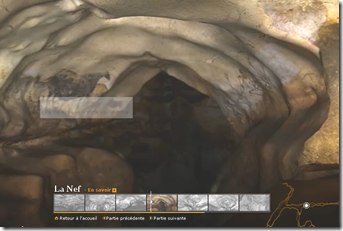 La Nef - En savoir +
Retour à l'accueil Partie précédente Partie suivante